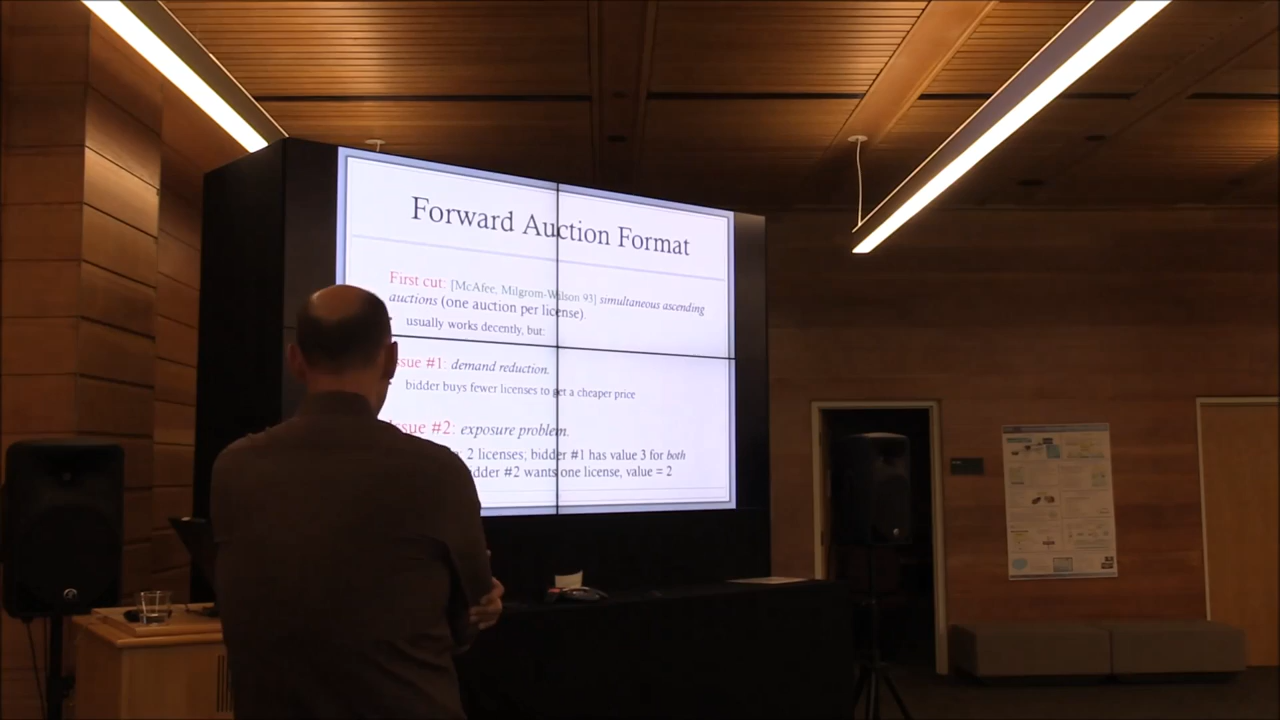 Forward Auction Format
First cut: [McAfee, Milgrom-Wilson 93] simultaneous ascending
auctions (one auction per license).
usually works decently, but:
ssue #1: demand reduction.
bidder buys fewer licenses to get a cheaper price
Issue #2: exposure problem.
: 2 licenses; bidder #1 has value 3 for both
idder #2 wants one license, value = 2